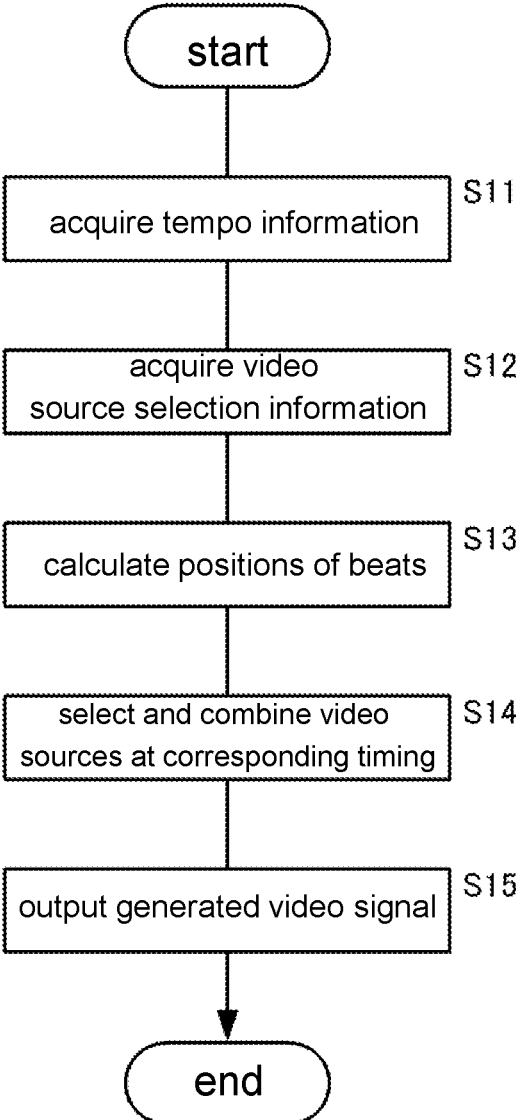 start
S11
acquire tempo information
S12
acquire video
source selection information
S13
calculate positions of beats
S14
select and combine video
sources at corresponding timing
S15
output generated video signal
end